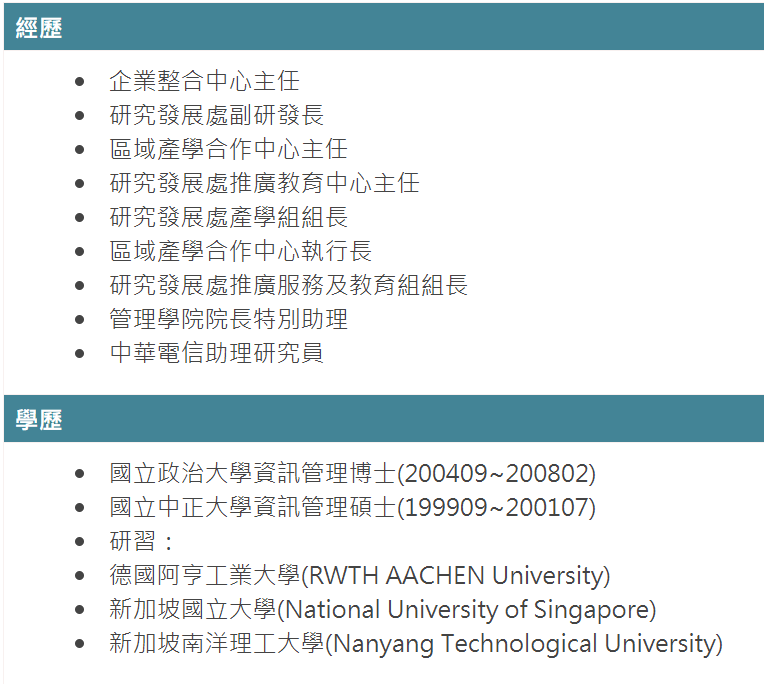 經歷
企業整合中心主任
研究發展處副研發長
區域產學合作中心主任
研究發展處推廣教育中心主任
研究發展處產學組組長
區域產學合作中心執行長
研究發展處推廣服務及教育組組長
管理學院院長特別助理
中華電信助理研究員
學歷
國立政治大學資訊管理博士(200409~200802)
國立中正大學資訊管理碩士(199909~200107)
研習：
德國阿亨工業大學(RWTH AACHEN University)
新加坡國立大學(National University of Singapore)
新加坡南洋理工大學(Nanyang Technological University)